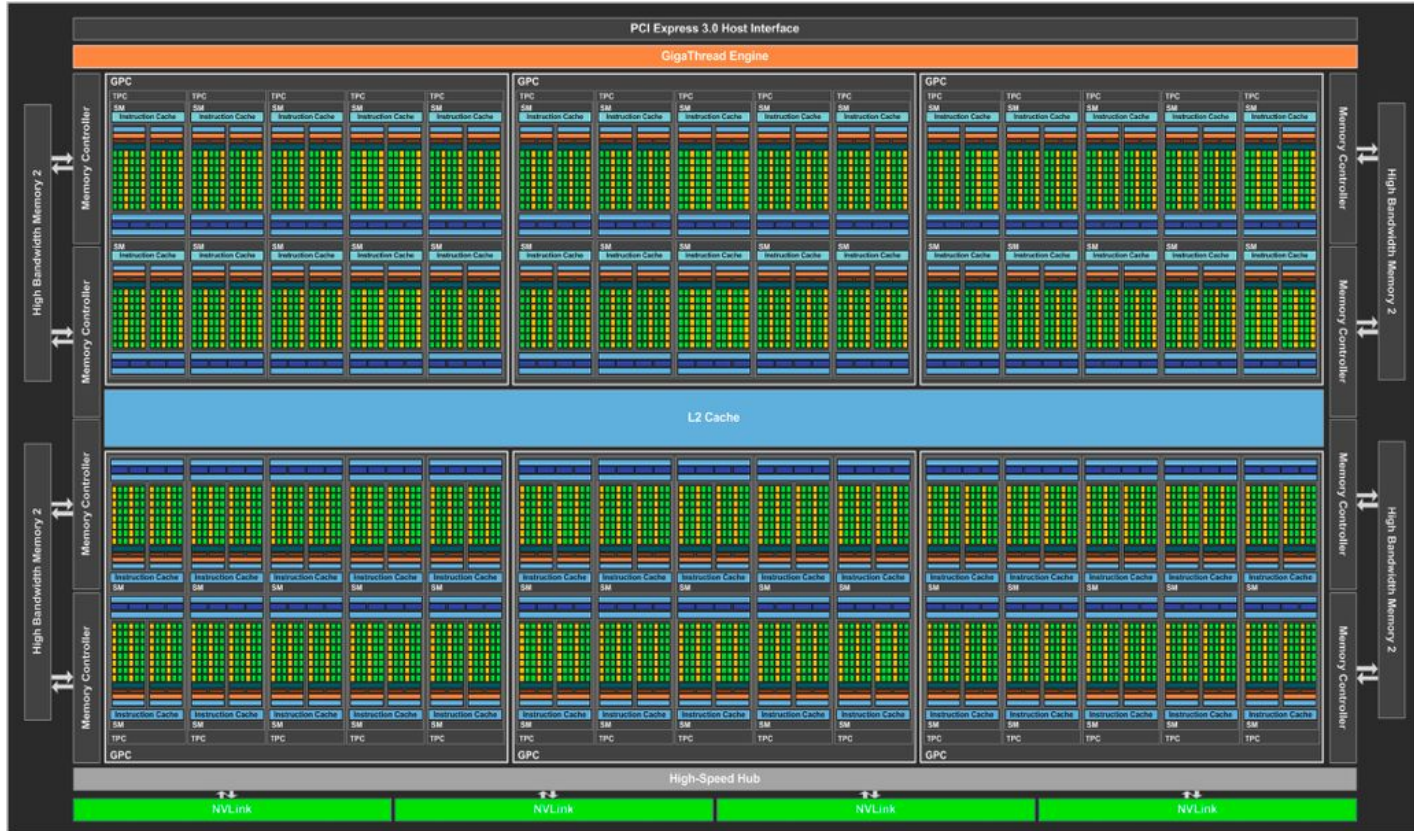 PCI Express 3.0 Host Interface
GigaThread Engine
GPC GPC GPC
TPC TPC TPC TPC TPC TPC TPC TPC TPC TPC TPC TPC TPC TPC TPC
SM SM SM SM SM SM SM SM SM SM SM SM SM SM SM
Instruction Cache Instruction Cache Instruction Cache Instruction Cache Instruction Cache Instruction Cache Instruction Cache Instruction Cache Instruction Cache Instruction Cache Instruction Cache Instruction Cache Instruction Cache Instruction Cache Instruction Cache
High Bandwidth Memory 2
Memory Controller
Memory Controller
High Bandwidth Memory 2
SM SM SM SM SM SM SM SM SM SM SM SM SM SM SM
Instruction Cache Instruction Cache Instruction Cache Instruction Cache Instruction Cache Instruction Cache Instruction Cache Instruction Cache Instruction Cache Instruction Cache Instruction Cache Instruction Cache Instruction Cache Instruction Cache Instruction Cache
Memory Controller
Memory Controller
L2 Cache
High Bandwidth Memory 2
Memory Controller
Memory Controller
High Bandwidth Memory 2
Instruction Cache Instruction Cache Instruction Cache Instruction Cache Instruction Cache Instruction Cache Instruction Cache Instruction Cache Instruction Cache Instruction Cache Instruction Cache Instruction Cache Instruction Cache Instruction Cache Instruction Cache
SM SM SM SM SM SM SM SM SM SM SM SM SM SM SM
Memory Controller
Memory Controller
Instruction Cache Instruction Cache Instruction Cache Instruction Cache Instruction Cache Instruction Cache Instruction Cache Instruction Cache Instruction Cache Instruction Cache Instruction Cache Instruction Cache Instruction Cache Instruction Cache Instruction Cache
SM SM SM SM SM SM SM SM SM SM SM SM SM SM SM
TPC TPC TPC TPC TPC TPC TPC TPC TPC TPC TPC TPC TPC TPC TPC
GPC GPC GPC
High-Speed Hub
NVLink NVLink NVLink NVLink